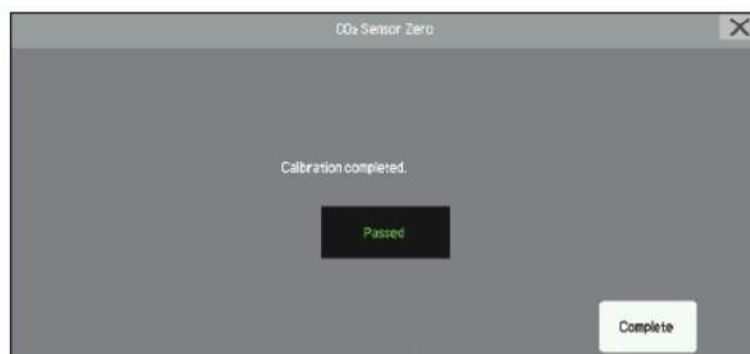 CO₂ Sensor Zero
Calibration completed.
Passed
Complete